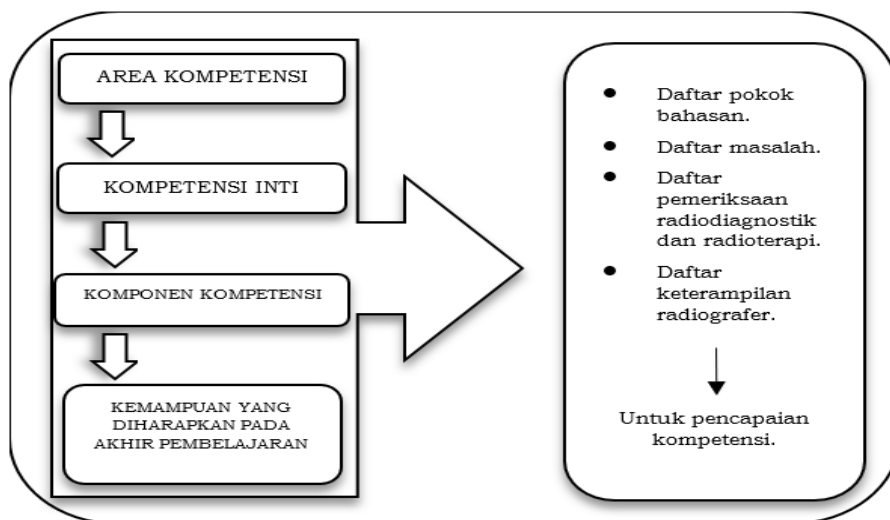 AREA KOMPETENSI
KOMPETENSI INTI
KOMPONEN KOMPETENSI
KEMAMPUAN YANG
DIHARAPKAN PADA
AKHIR PEMBELAJARAN
• Daftar pokok
bahasan.
• Daftar masalah.
• Daftar
pemeriksaan
radiodiagnostik
dan radioterapi.
• Daftar
keterampilan
radiografer.
Untuk pencapaian
kompetensi.